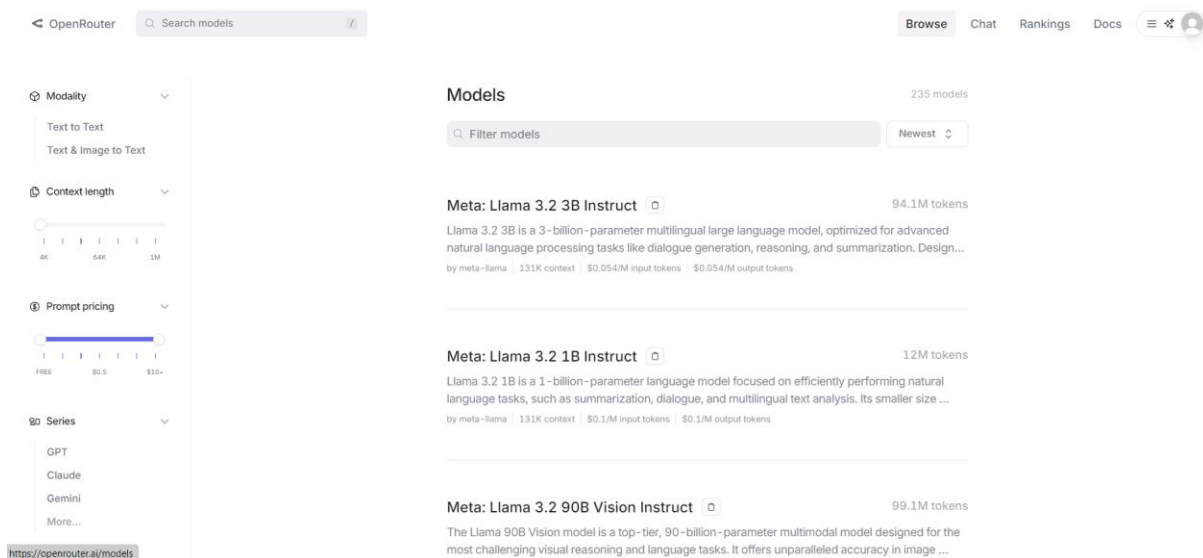 OpenRouter
Search models
/
Browse
Chat
Rankings
Docs
Modality
Text to Text
Text & Image to Text
Context length
4K 64K 1M
Prompt pricing
FREE $0.5 $10+
Series
GPT
Claude
Gemini
More...
https://openrouter.ai/models
Models
235 models
Filter models
Newest
Meta: Llama 3.2 3B Instruct
94.1M tokens
Llama 3.2 3B is a 3-billion-parameter multilingual large language model, optimized for advanced
natural language processing tasks like dialogue generation, reasoning, and summarization. Design...
by meta-llama 131K context $0.054/M input tokens $0.054/M output tokens
Meta: Llama 3.2 1B Instruct
12M tokens
Llama 3.2 1B is a 1-billion-parameter language model focused on efficiently performing natural
language tasks, such as summarization, dialogue, and multilingual text analysis. Its smaller size ...
by meta-llama 131K context $0.1/M input tokens $0.1/M output tokens
Meta: Llama 3.2 90B Vision Instruct
99.1M tokens
The Llama 90B Vision model is a top-tier, 90-billion-parameter multimodal model designed for the
most challenging visual reasoning and language tasks. It offers unparalleled accuracy in image ...